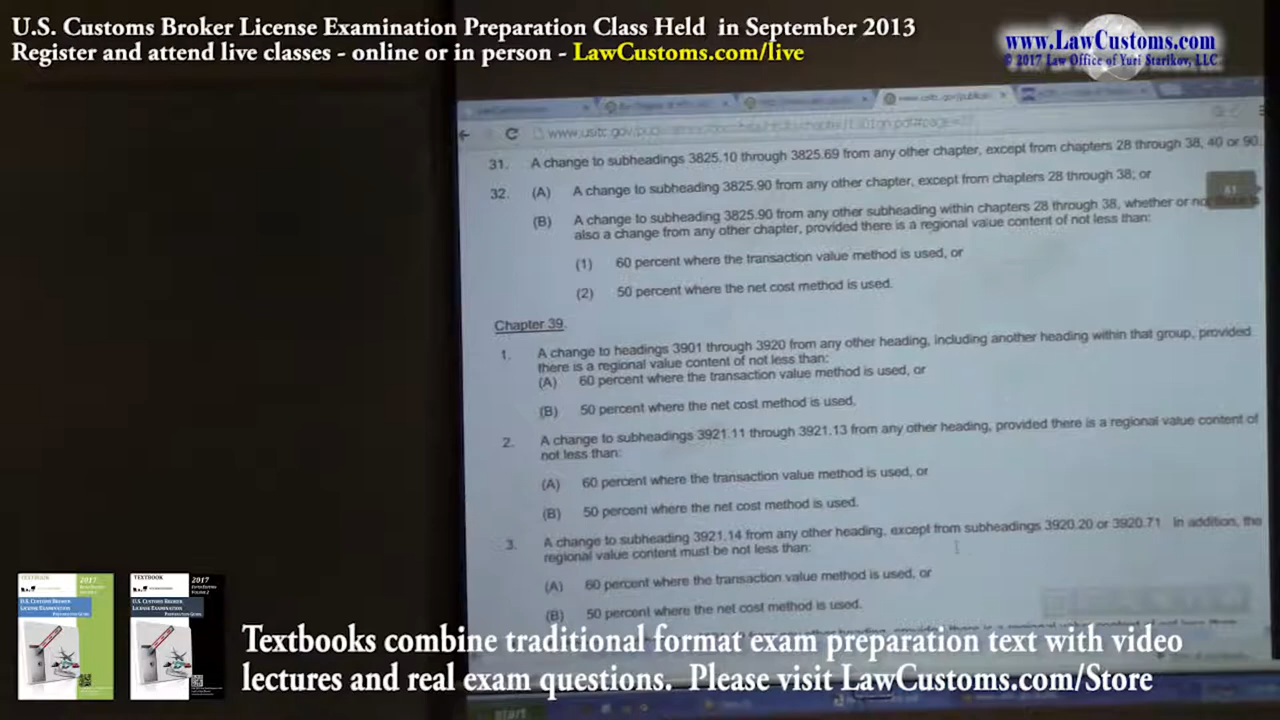 U.S. Customs Broker License Examination Preparation Class Held in September 2013
Register and attend live classes - online or in person - LawCustoms.com/live
www.LawCustoms.com
© 2017 Law Office of Yuri Starikov, LLC
31. A change to subheadings 3825.10 through 3825.69 from any other chapter, except from chapters 28 through 38, 40 or 90.
32. (A) A change to subheading 3825.90 from any other chapter, except from chapters 28 through 38; or
(B) A change to subheading 3825.90 from any other subheading within chapters 28 through 38, whether or not
also a change from any other chapter, provided there is a regional value content of not less than:
(1) 60 percent where the transaction value method is used, or
(2) 50 percent where the net cost method is used.
Chapter 39.
1. A change to headings 3901 through 3920 from any other heading, including another heading within that group, provided
there is a regional value content of not less than:
(A) 60 percent where the transaction value method is used, or
(B) 50 percent where the net cost method is used.
2. A change to subheadings 3921.11 through 3921.13 from any other heading, provided there is a regional value content of
not less than:
(A) 60 percent where the transaction value method is used, or
(B) 50 percent where the net cost method is used.
3. A change to subheading 3921.14 from any other heading, except from subheadings 3920.20 or 3920.71. In addition, the
regional value content must be not less than:
(A) 60 percent where the transaction value method is used, or
(B) 50 percent where the net cost method is used.
TEXTBOOK 2017
U.S. CUSTOMS BROKER
LICENSE EXAMINATION
TEXTBOOK 2017
U.S. CUSTOMS BROKER
LICENSE EXAMINATION
Textbooks combine traditional format exam preparation text with video
lectures and real exam questions. Please visit LawCustoms.com/Store
start